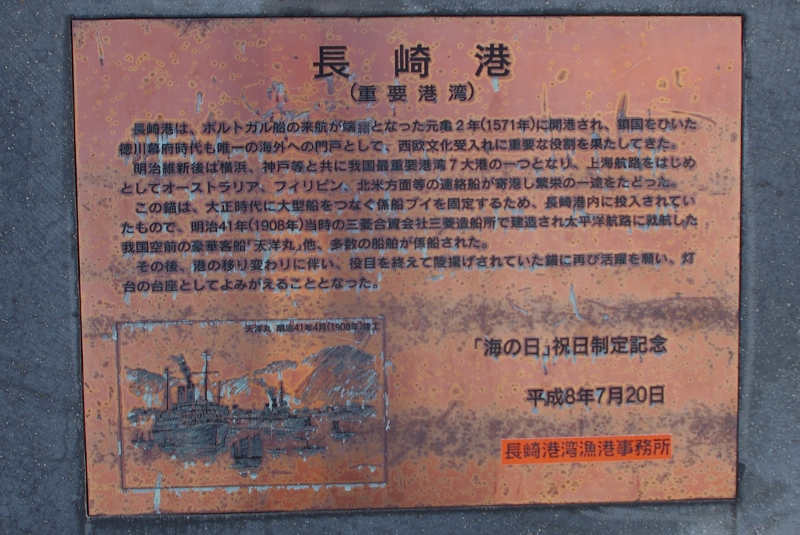 長崎港
(重要港湾)
長崎港は、ポルトガル船の来航が端緒となった元亀2年(1571年)に開港され、鎖国をひいた
徳川幕府時代も唯一の海外への門戸として、西欧文化受入れに重要な役割を果たしてきた。
明治維新後は横浜、神戸等と共に我国最重要港湾7大港の一つとなり、上海航路をはじめ
としてオーストラリア、フィリピン、北米方面等の連絡船が寄港し繁栄の一途をたどった。
この錨は、大正時代に大型船をつなぐ係船ブイを固定するため、長崎港内に投入されてい
たもので、明治41年(1908年)当時の三菱合資会社三菱造船所で建造され太平洋航路に就航した
我国空前の豪華客船「天洋丸」他、多数の船舶が係船された。
その後、港の移り変わりに伴い、役目を終えて陸揚げされていた錨に再び活躍を願い、灯
台の台座としてよみがえることとなった。
天洋丸 明治41年4月(1908年)竣工
「海の日」祝日制定記念
平成8年7月20日
長崎港湾漁港事務所